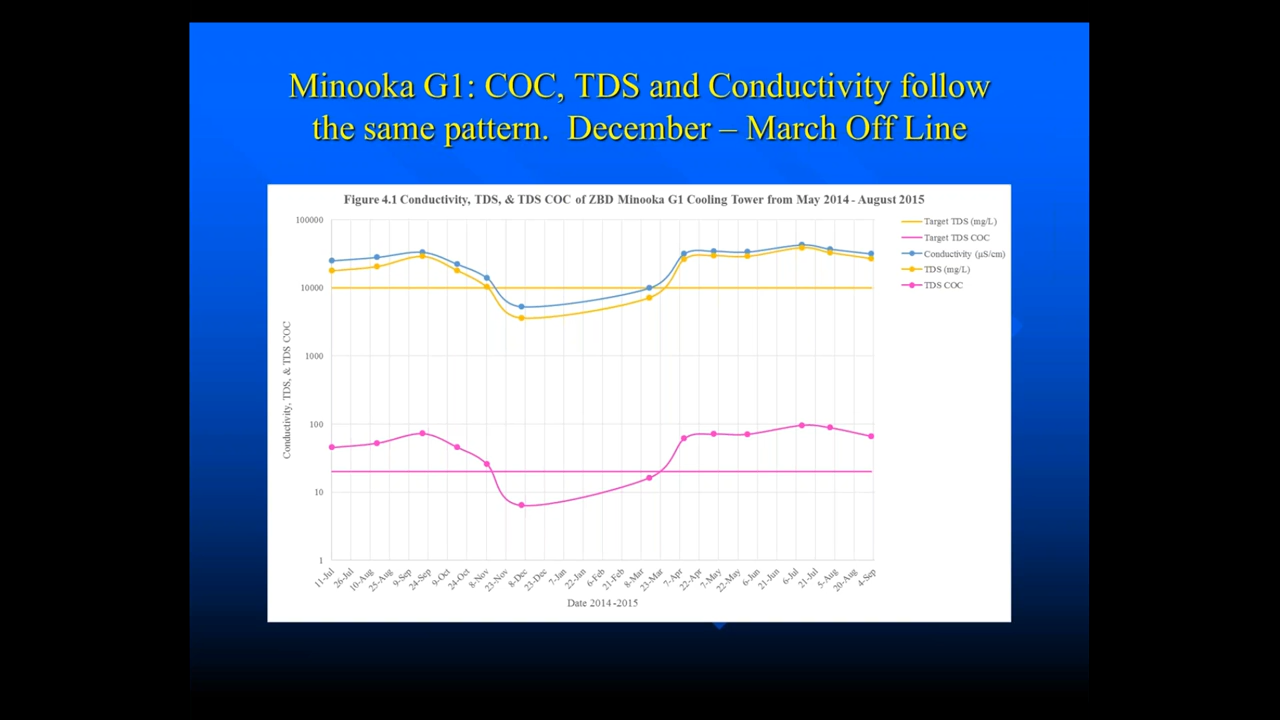 Minooka G1: COC, TDS and Conductivity follow
the same pattern.  December – March Off Line
Figure 4.1 Conductivity, TDS, & TDS COC of ZBD Minooka G1 Cooling Tower from May 2014 - August 2015
100000
10000
1000
100
10
1
Conductivity, TDS, & TDS COC
Target TDS (mg/L)
Target TDS COC
Conductivity (µS/cm)
TDS (mg/L)
TDS COC
11-Jul
26-Jul
10-Aug
25-Aug
9-Sep
24-Sep
9-Oct
24-Oct
8-Nov
23-Nov
8-Dec
23-Dec
7-Jan
22-Jan
6-Feb
21-Feb
8-Mar
23-Mar
7-Apr
22-Apr
7-May
22-May
6-Jun
21-Jun
6-Jul
21-Jul
5-Aug
20-Aug
4-Sep
Date 2014-2015